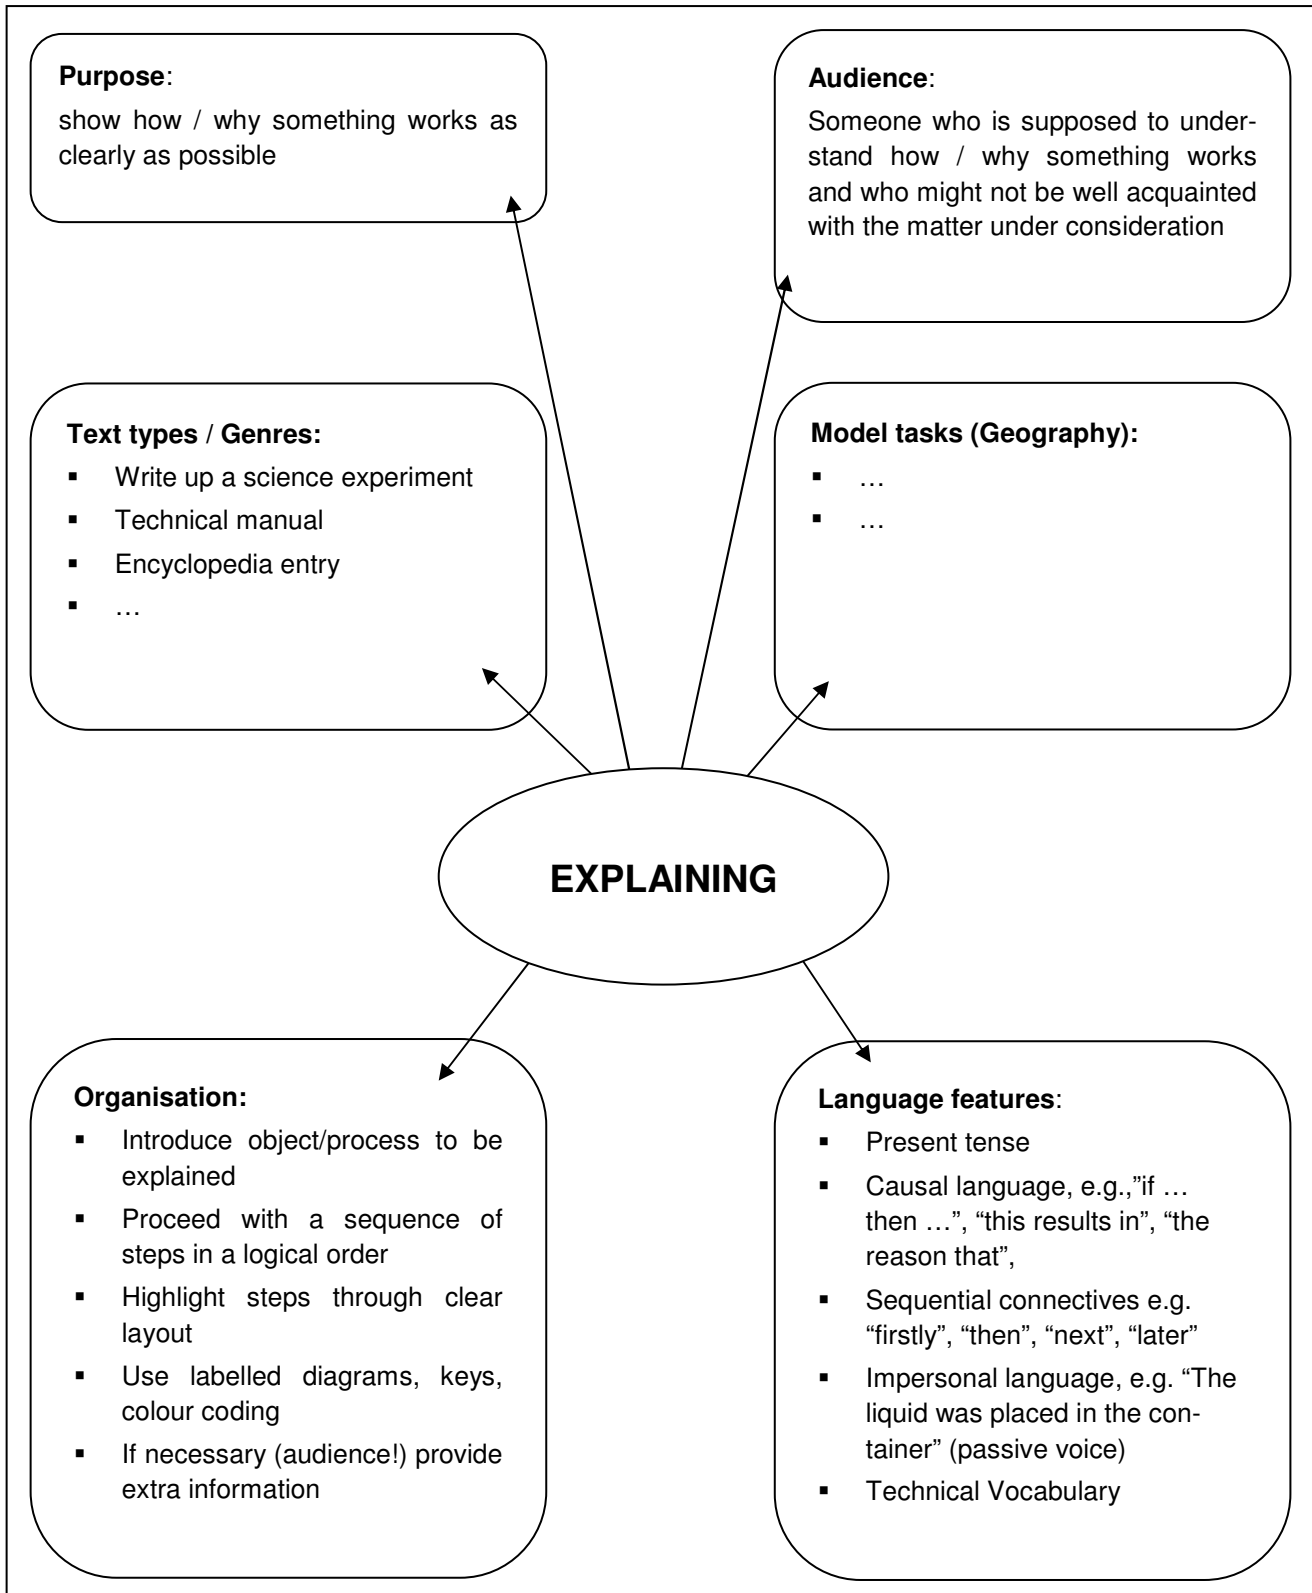 Purpose:
show how / why something works as
clearly as possible
Audience:
Someone who is supposed to under-
stand how / why something works
and who might not be well acquainted
with the matter under consideration
Text types / Genres:
▪ Write up a science experiment
▪ Technical manual
▪ Encyclopedia entry
▪ …
Model tasks (Geography):
▪ …
▪ …
EXPLAINING
Organisation:
▪ Introduce object/process to be
explained
▪ Proceed with a sequence of
steps in a logical order
▪ Highlight steps through clear
layout
▪ Use labelled diagrams, keys,
colour coding
▪ If necessary (audience!) provide
extra information
Language features:
▪ Present tense
▪ Causal language, e.g.,”if …
then …”, “this results in”, “the
reason that”,
▪ Sequential connectives e.g.
“firstly”, “then”, “next”, “later”
▪ Impersonal language, e.g. “The
liquid was placed in the con-
tainer” (passive voice)
▪ Technical Vocabulary